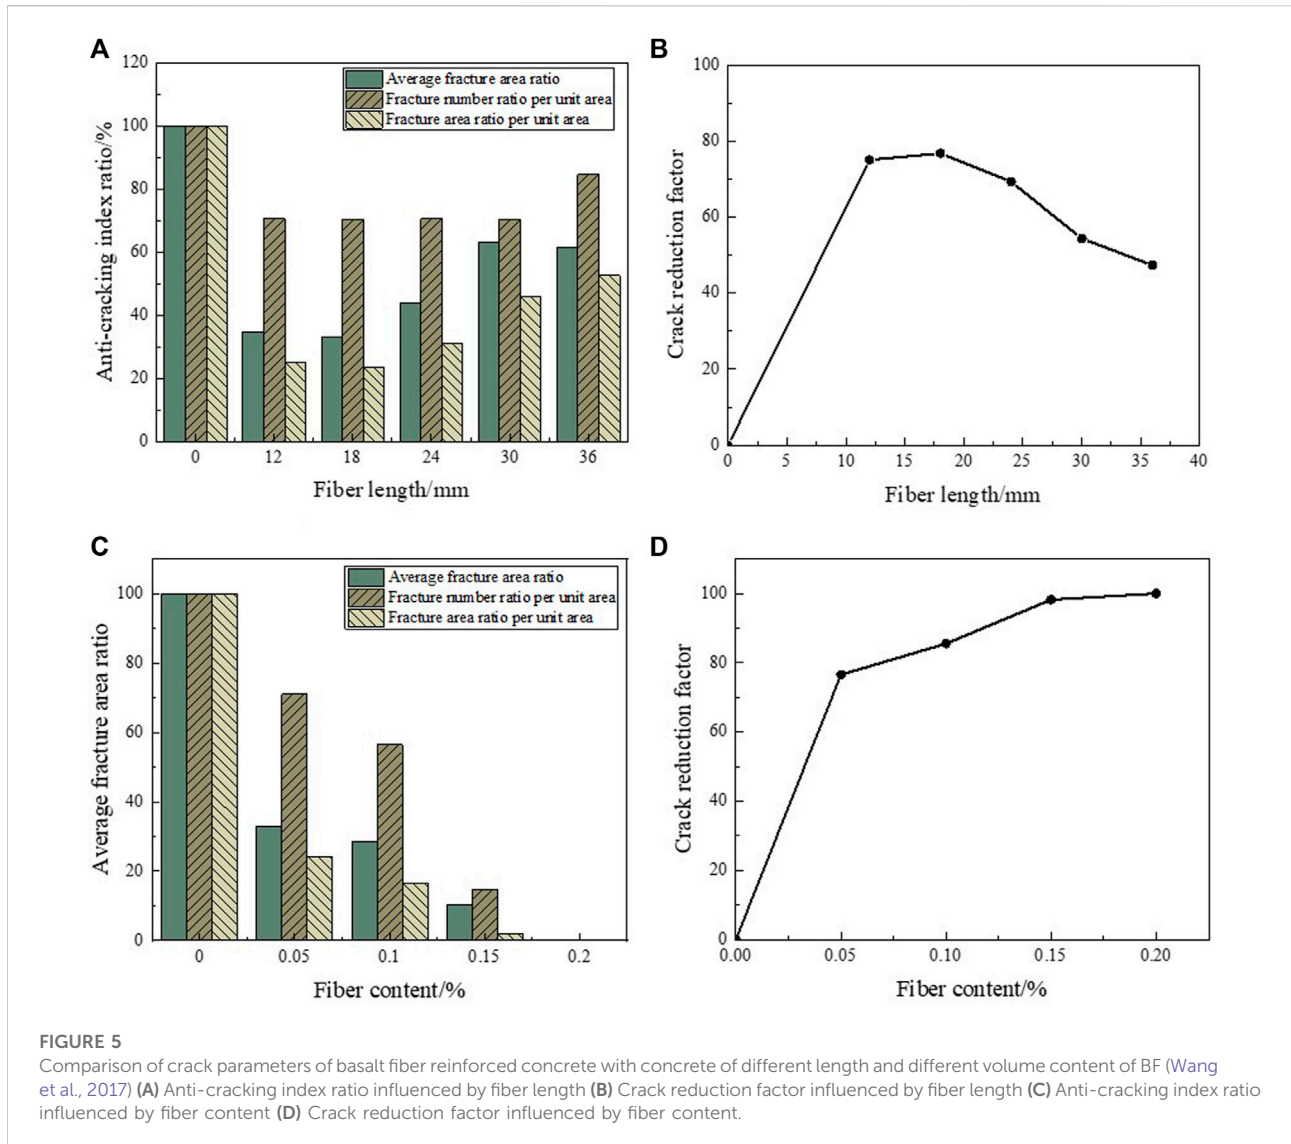 A
120
100
80
60
40
20
0
Anti-cracking index ratio/%
Average fracture area ratio
Fracture number ratio per unit area
Fracture area ratio per unit area
0 12 18 24 30 36
Fiber length/mm
B
100
80
60
40
20
0
Crack reduction factor
0 5 10 15 20 25 30 35 40
Fiber length/mm
C
100
80
60
40
20
0
Average fracture area ratio
Average fracture area ratio
Fracture number ratio per unit area
Fracture area ratio per unit area
0 0.05 0.1 0.15 0.2
Fiber content/%
D
100
80
60
40
20
0
Crack reduction factor
0.00 0.05 0.10 0.15 0.20
Fiber content/%
FIGURE 5
Comparison of crack parameters of basalt fiber reinforced concrete with concrete of different length and different volume content of BF (Wang
et al., 2017) (A) Anti-cracking index ratio influenced by fiber length (B) Crack reduction factor influenced by fiber length (C) Anti-cracking index ratio
influenced by fiber content (D) Crack reduction factor influenced by fiber content.